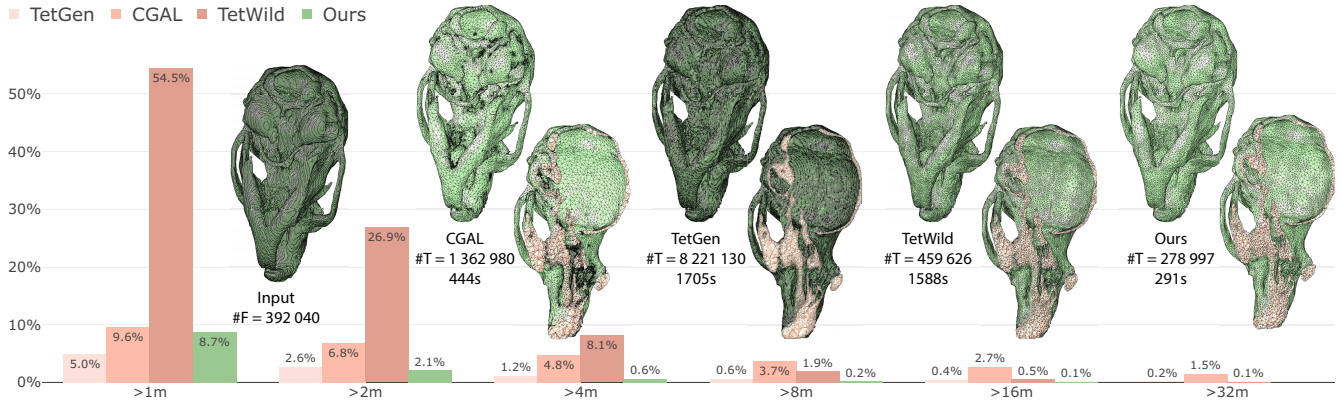 TetGen CGAL TetWild Ours
50%
40%
30%
20%
10%
0%
5.0% 9.6% 54.5% 8.7%
2.6% 6.8% 26.9% 2.1%
1.2% 4.8% 8.1% 0.6%
0.6% 3.7% 1.9% 0.2%
0.4% 2.7% 0.5% 0.1%
0.2% 1.5% 0.1%
>1m >2m >4m >8m >16m >32m
Input
#F = 392 040
CGAL
#T = 1 362 980
444s
TetGen
#T = 8 221 130
1705s
TetWild
#T = 459 626
1588s
Ours
#T = 278 997
291s